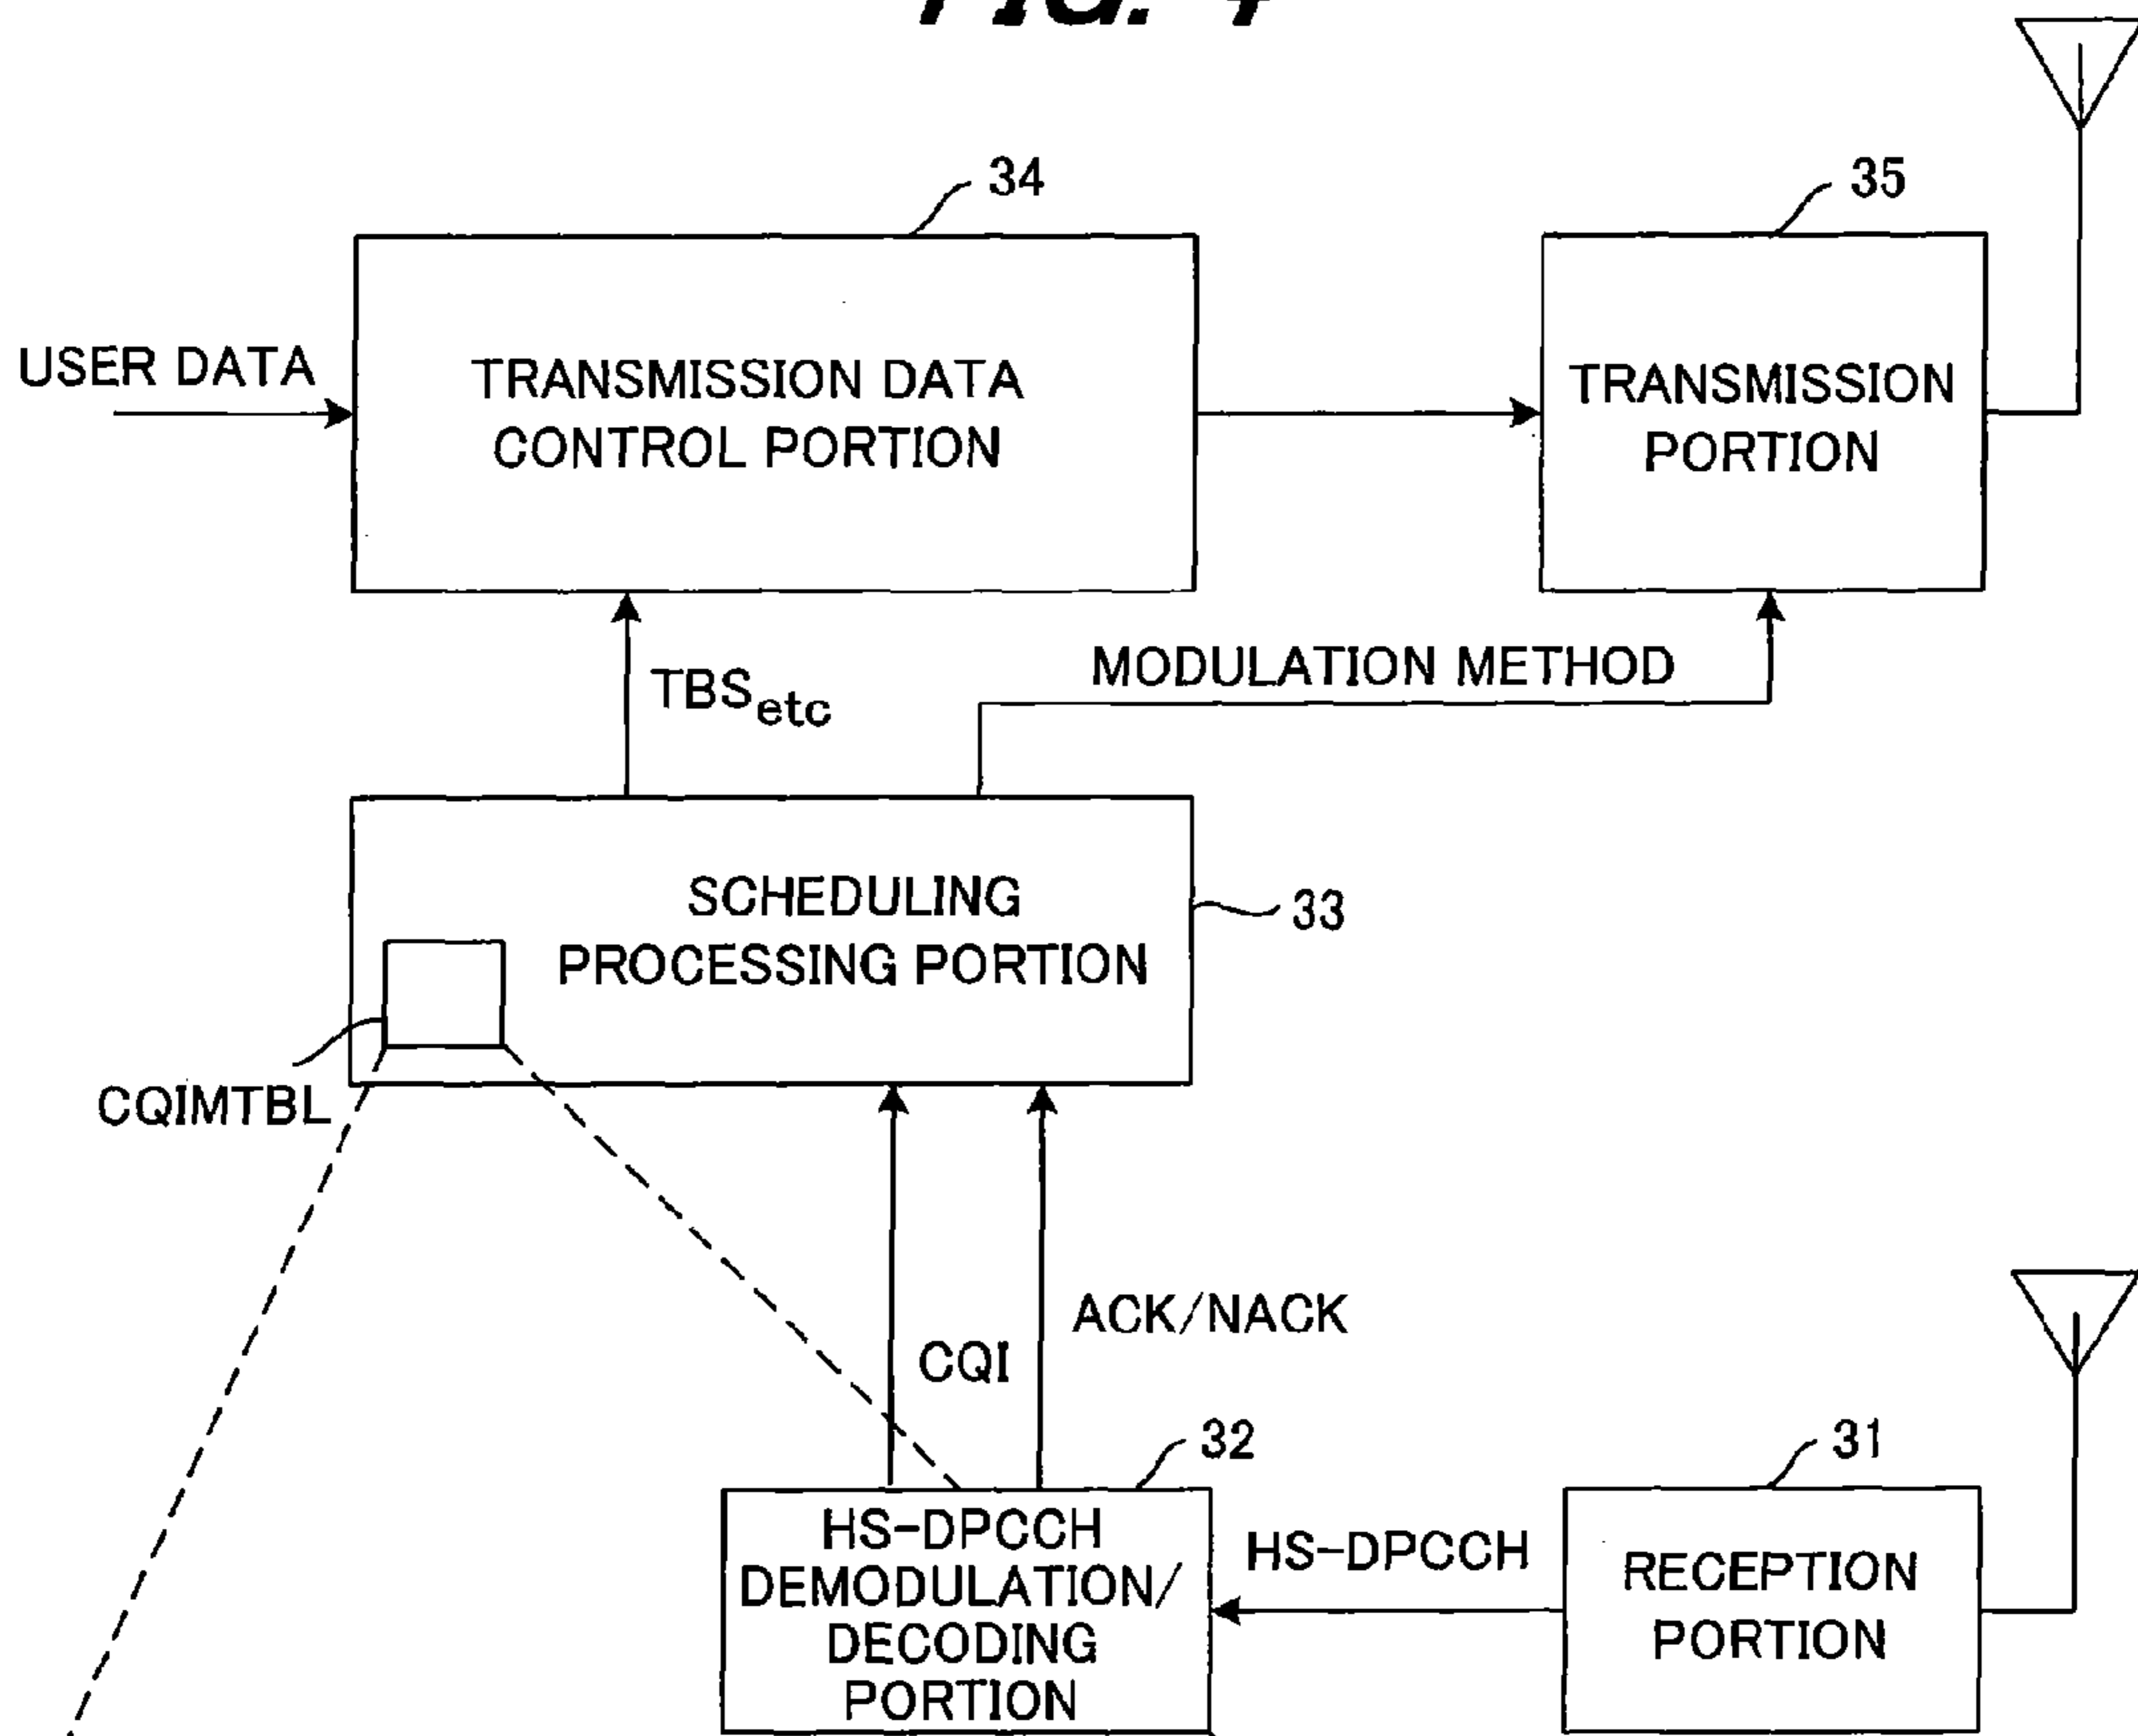 34
35
USER DATA
TRANSMISSION DATA
CONTROL PORTION
TRANSMISSION
PORTION
TBSetc
MODULATION METHOD
SCHEDULING
PROCESSING PORTION
33
CQIMTBL
CQI
ACK/NACK
32
31
HS-DPCCH
DEMODULATION/
DECODING
PORTION
HS-DPCCH
RECEPTION
PORTION